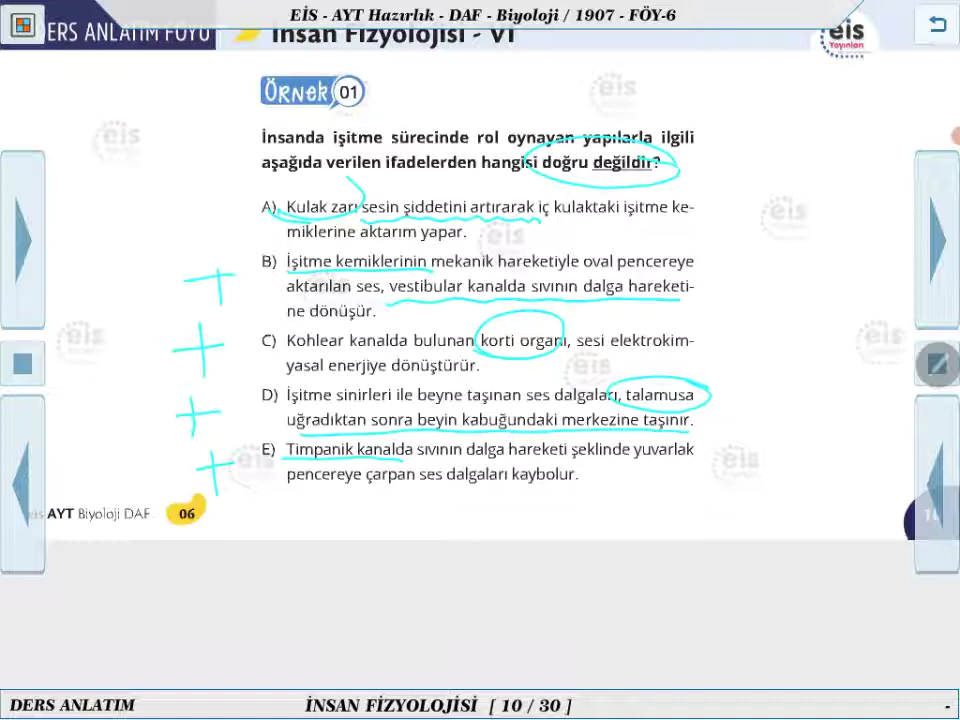 EİS - AYT Hazırlık - DAF - Biyoloji / 1907 - FÖY-6
DERS ANLATIM FÖYÜ
İnsan Fizyolojisi - VI
eis
Yayınları
ÖRNEK 01
İnsanda işitme sürecinde rol oynayan yapılarla ilgili
aşağıda verilen ifadelerden hangisi doğru değildir?
A) Kulak zarı sesin şiddetini artırarak iç kulaktaki işitme ke-
miklerine aktarım yapar.
B) İşitme kemiklerinin mekanik hareketiyle oval pencereye
aktarılan ses, vestibular kanalda sıvının dalga hareketi-
ne dönüşür.
C) Kohlear kanalda bulunan korti organı, sesi elektrokim-
yasal enerjiye dönüştürür.
D) İşitme sinirleri ile beyne taşınan ses dalgaları, talamusa
uğradıktan sonra beyin kabuğundaki merkezine taşınır.
E) Timpanik kanalda sıvının dalga hareketi şeklinde yuvarlak
pencereye çarpan ses dalgaları kaybolur.
eis AYT Biyoloji DAF 06
DERS ANLATIM İNSAN FİZYOLOJİSİ [ 10 / 30 ] -